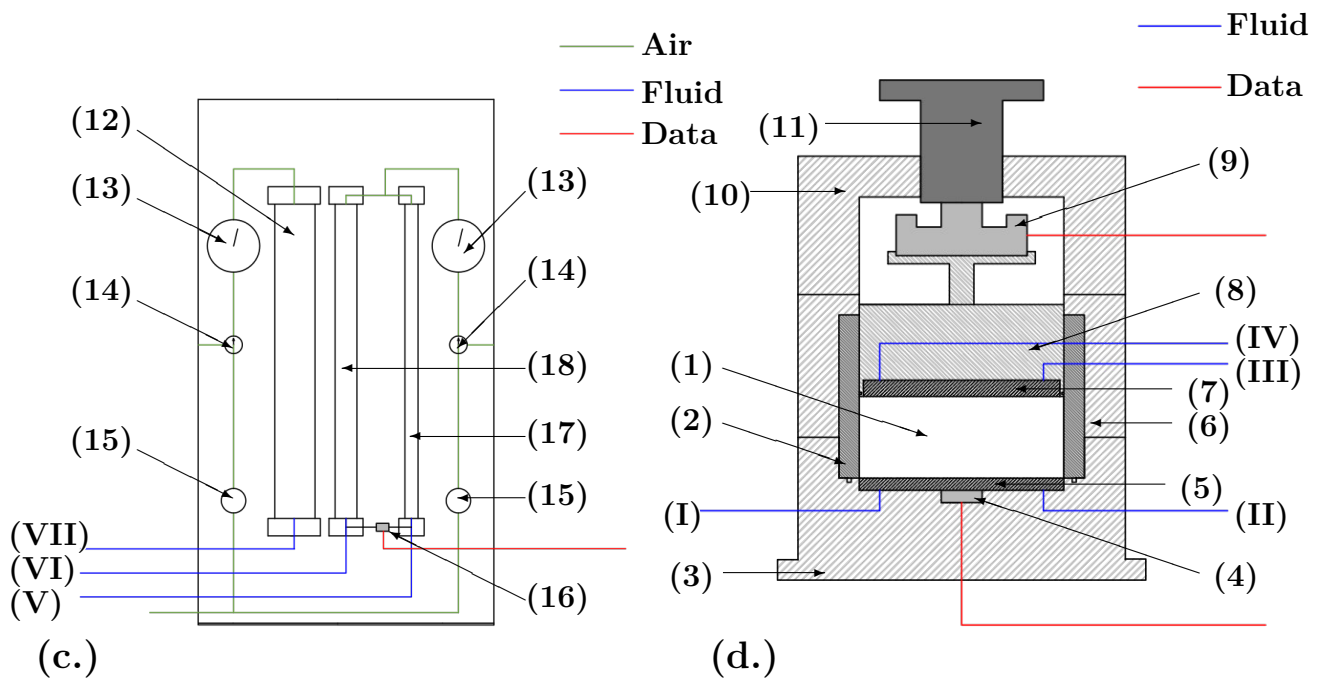 Air
Fluid
Data
(12)
(13)
(13)
(14)
(14)
(18)
(17)
(15)
(15)
(VII)
(VI)
(V)
(16)
(c.)
Fluid
Data
(11)
(9)
(10)
(8)
(IV)
(1)
(III)
(7)
(2)
(6)
(5)
(I)
(II)
(3)
(4)
(d.)